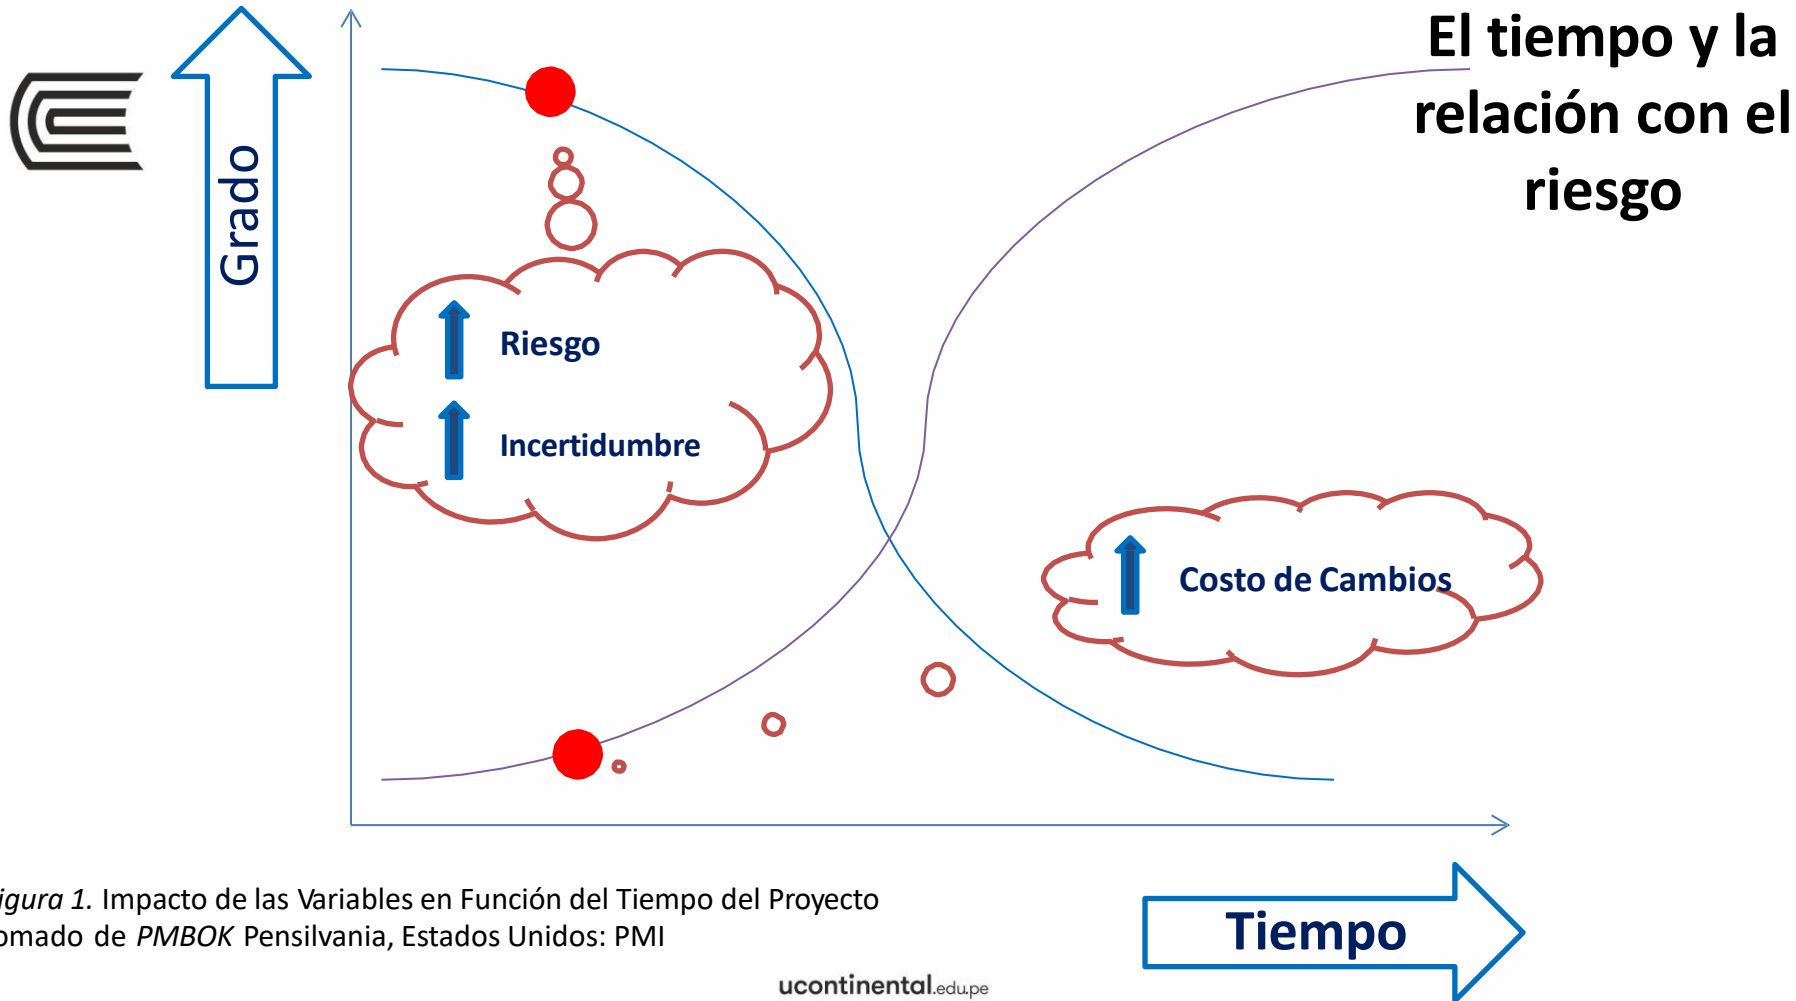 El tiempo y la
relación con el
riesgo
Grado
Riesgo
Incertidumbre
Costo de Cambios
igura 1. Impacto de las Variables en Función del Tiempo del Proyecto
omado de PMBOK Pensilvania, Estados Unidos: PMI
Tiempo
ucontinental.edu.pe